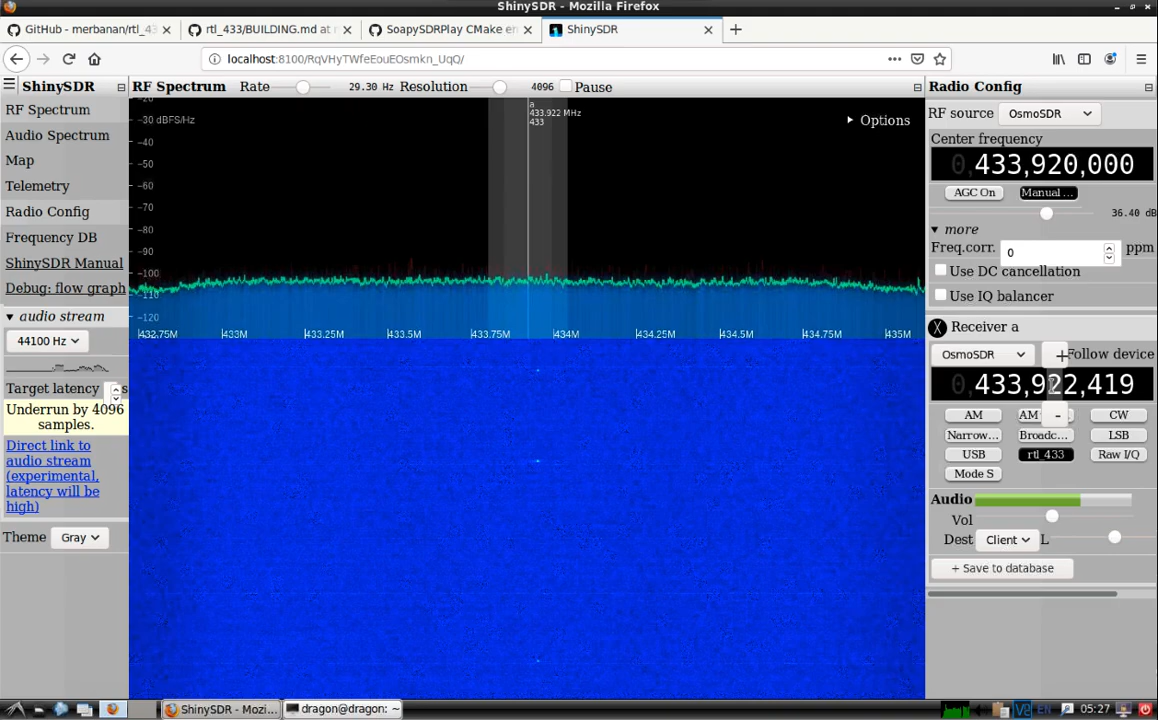 ShinySDR - Mozilla Firefox
GitHub - merbanan/rtl_43
rtl_433/BUILDING.md at
SoapySDRPlay CMake en
ShinySDR
localhost:8100/RqVHyTWfeEouEOsmkn_UqQ/
ShinySDR
RF Spectrum
Audio Spectrum
Map
Telemetry
Radio Config
Frequency DB
ShinySDR Manual
Debug: flow graph
▼ audio stream
44100 Hz
Target latency
s
Underrun by 4096
samples.
Direct link to
audio stream
(experimental,
latency will be
high)
Theme Gray
RF Spectrum Rate 29.30 Hz Resolution 4096 Pause
-20
-30 dBFS/Hz
-40
-50
-60
-70
-80
-90
-100
-110
-120
a
433.922 MHz
433
Options
432.75M 433M 433.25M 433.5M 433.75M 434M 434.25M 434.5M 434.75M 435M
Radio Config
RF source OsmoSDR
Center frequency
0,433,920,000
AGC On Manual ...
36.40 dB
▼ more
Freq.corr. 0 ppm
Use DC cancellation
Use IQ balancer
X Receiver a
OsmoSDR + Follow device
0,433,922,419
-
AM AM CW
Narrow... Broadc... LSB
USB rtl_433 Raw I/Q
Mode S
Audio
Vol
Dest Client L
+ Save to database
ShinySDR - Mozi...
dragon@dragon: ~
EN
05:27